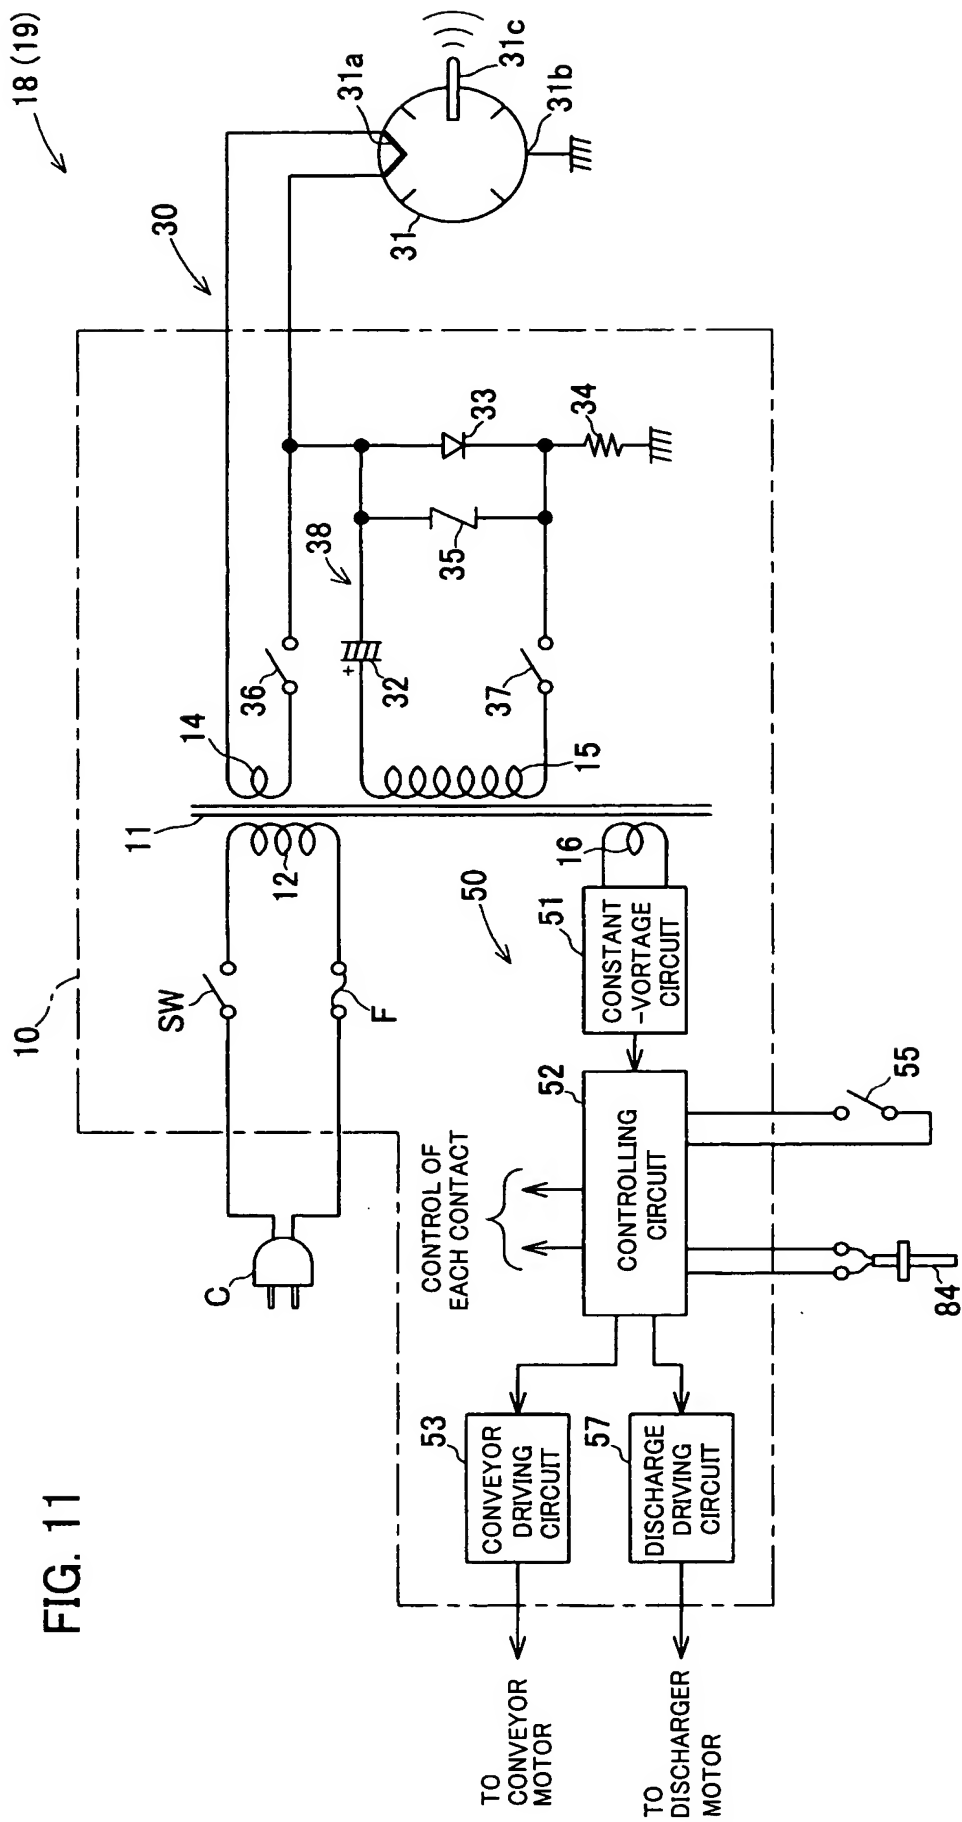 FIG. 11
18 (19)
10
30
31a
31c
31b
31
C
SW
F
11
12
14
15
16
36
38
32
37
35
33
34
50
51
CONSTANT
-VORTAGE
CIRCUIT
52
CONTROLLING
CIRCUIT
CONTROL OF
EACH CONTACT
53
CONVEYOR
DRIVING
CIRCUIT
57
DISCHARGE
DRIVING
CIRCUIT
TO
CONVEYOR
MOTOR
TO
DISCHARGER
MOTOR
84
55
+